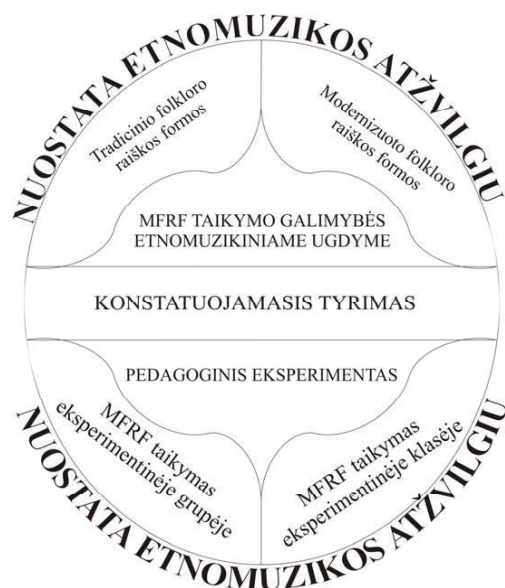 NUOSTATA ETNOMUZIKOS ATŽVILGIU
Tradicinio folkloro
raiškos formos
Modernizuoto folkloro
raiškos formos
MFRF TAIKYMO GALIMYBĖS
ETNOMUZIKINIAME UGDYME
KONSTATUOJAMASIS TYRIMAS
PEDAGOGINIS EKSPERIMENTAS
MFRF taikymas
eksperimentinėje grupėje
MFRF taikymas
eksperimentinėje klasėje
NUOSTATA ETNOMUZIKOS ATŽVILGIU